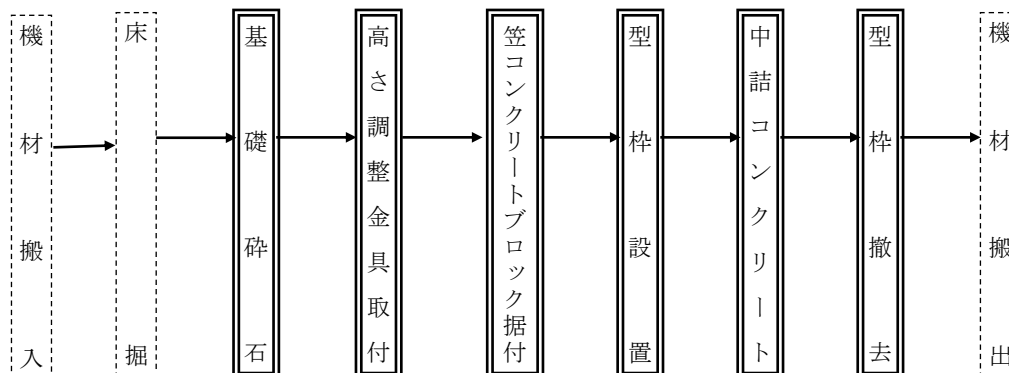 機材搬入
床掘
基礎砕石
高さ調整金具取付
笠コンクリートブロック据付
型枠設置
中詰コンクリート
型枠撤去
機材搬出